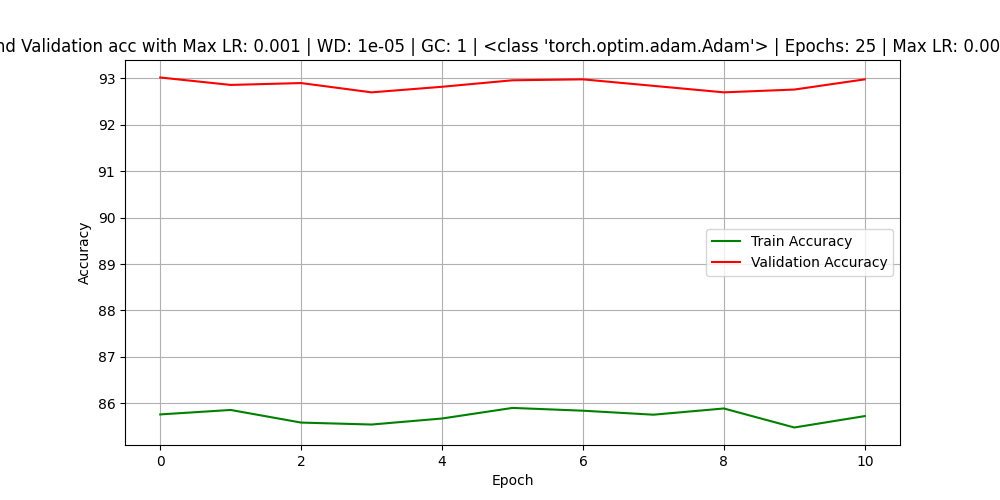 nd Validation acc with Max LR: 0.001 | WD: 1e-05 | GC: 1 | <class 'torch.optim.adam.Adam'> | Epochs: 25 | Max LR: 0.00
93
92
91
90
89
88
87
86
Accuracy
Train Accuracy
Validation Accuracy
0 2 4 6 8 10
Epoch